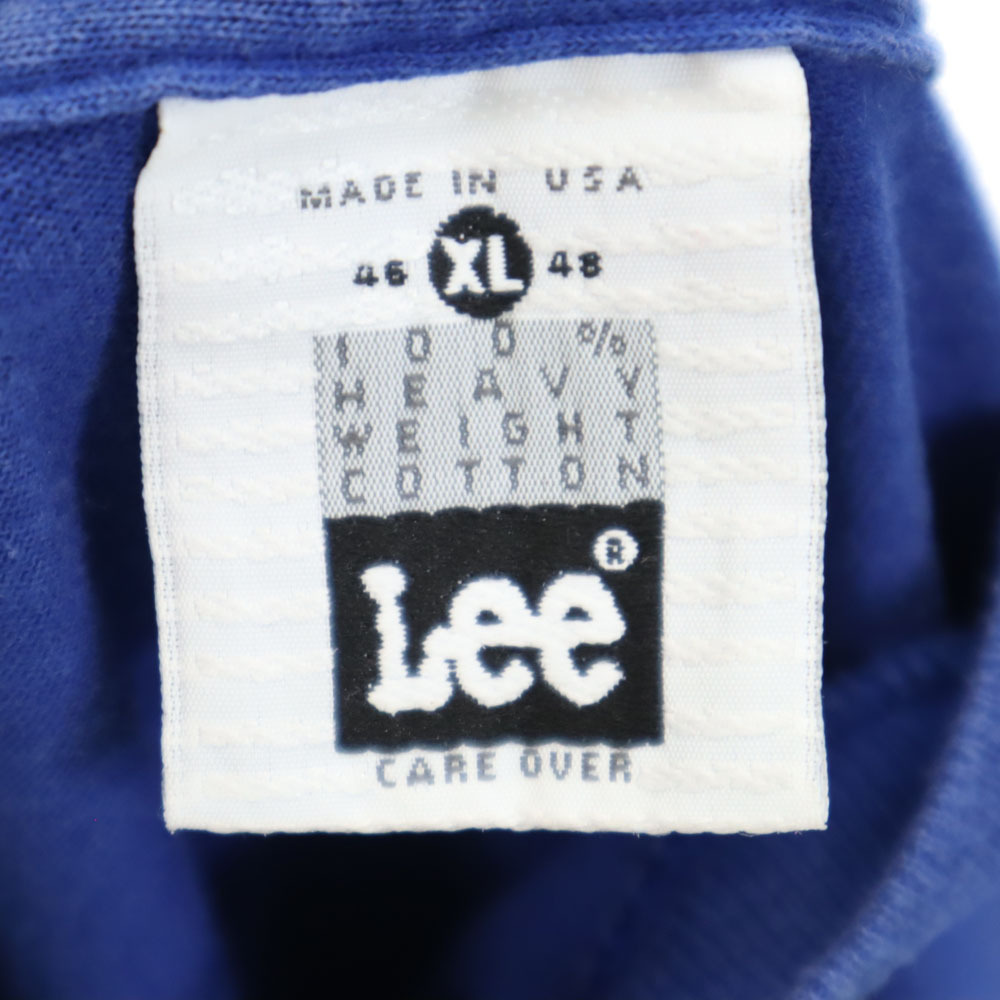 MADE IN USA
46 XL 48
100%
HEAVY
WEIGHT
COTTON
Lee®
CARE OVER